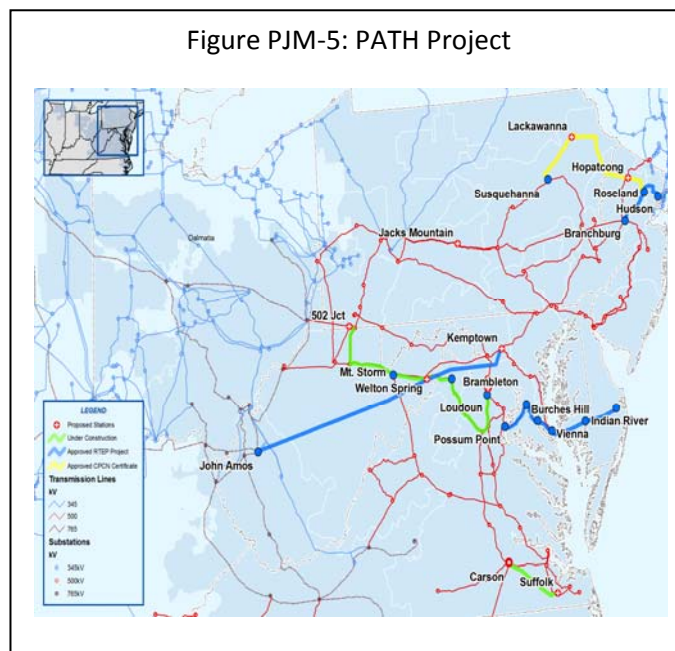 Figure PJM-5: PATH Project
Lackawanna
Hopatcong
Susquehanna
Roseland
Hudson
Jacks Mountain
Branchburg
502 Jct
Kemptown
Mt. Storm
Welton Spring
Brambleton
Loudoun
Burches Hill
Indian River
Vienna
Possum Point
John Amos
Carson
Suffolk
LEGEND
Proposed Stations
Under Construction
Approved RTEP Project
Approved CPCN Certificate
Transmission Lines
kV
345
500
765
Substations
kV
345kV
500kV
765kV